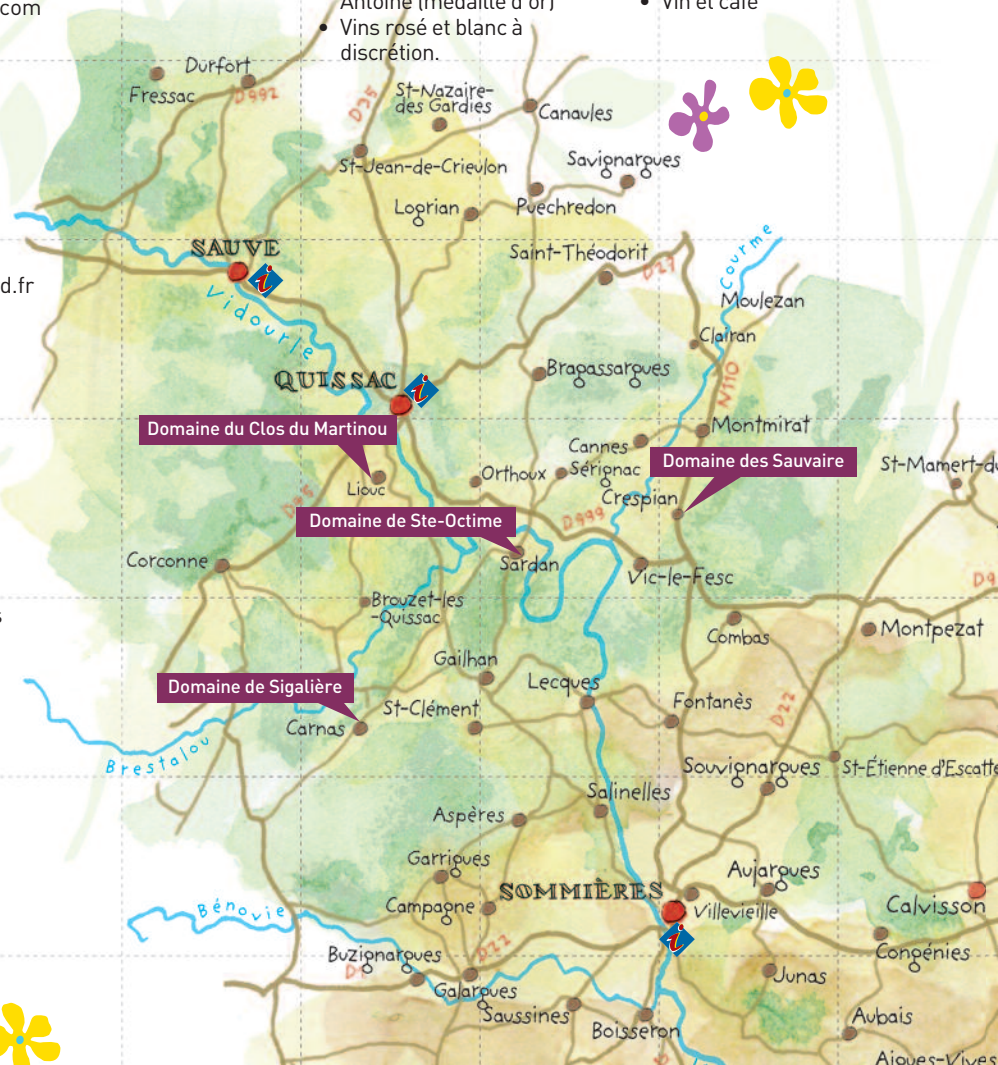 com
Antoine (médaille d'or)
• Vins rosé et blanc à
discrétion.
• Vin et café
Durfort
Fressac
D992
D35
St-Nazaire-
des Gardies
Canaules
St-Jean-de-Crieulon
Savignargues
Logrian
Puechredon
SAUVE
i
Saint-Théodorit
D27
Courme
d.fr
Vidourle
Moulezan
Clairan
QUISSAC
i
Bragassargues
N110
Domaine du Clos du Martinou
Montmirat
Cannes
Domaine des Sauvaire
St-Mamert-du
Liouc
Orthoux
Sérignac
Crespian
Domaine de Ste-Octime
D999
Corconne
Sardan
Vic-le-Fesc
D9
s
Brouzet-les
-Quissac
Combas
Montpezat
Gailhan
Domaine de Sigalière
Lecques
Carnas
St-Clément
Fontanès
D22
Brestalou
Souvignargues
St-Étienne d'Escatte
Salinelles
Aspères
Garrigues
Aujargues
SOMMIÈRES
Bénovie
Campagne
Villevieille
Calvisson
i
Buzignargues
D1
D22
Congénies
Galargues
Junas
Saussines
Boisseron
Aubais
Aigues-Vives